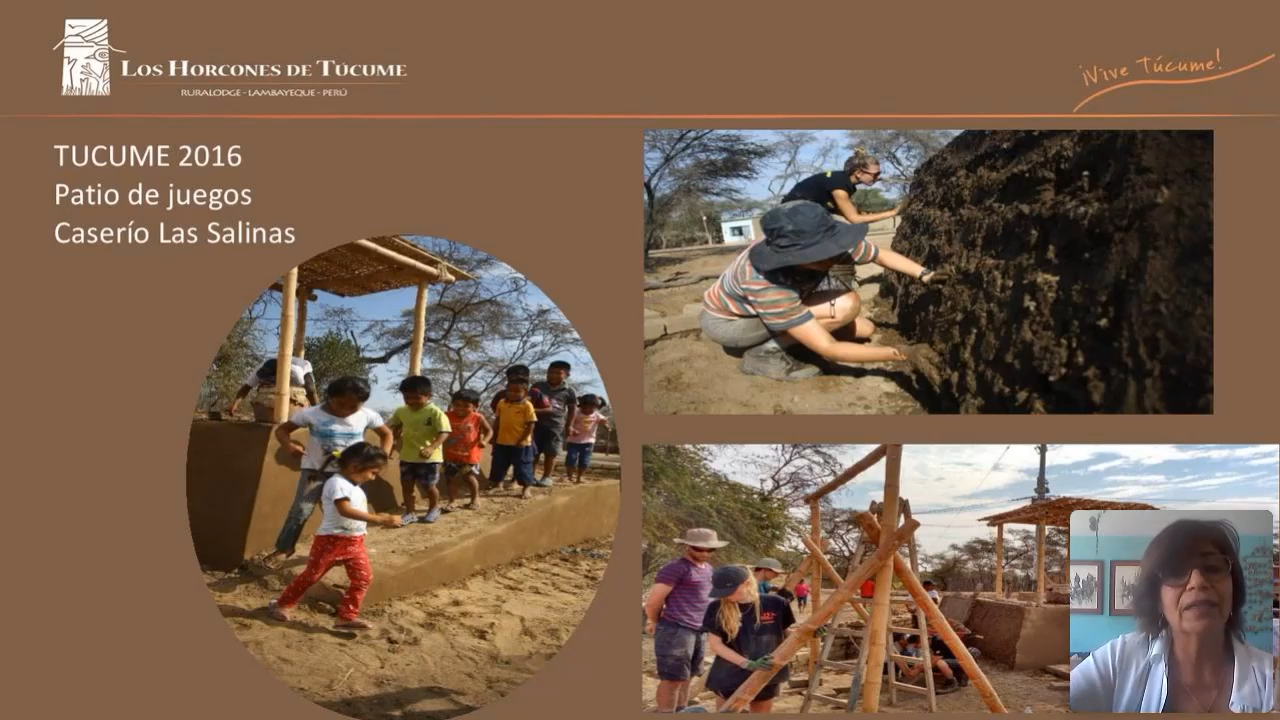 LOS HORCONES DE TÚCUME
RURALODGE - LAMBAYEQUE - PERÚ
¡Vive Túcume!
TUCUME 2016
Patio de juegos
Caserío Las Salinas